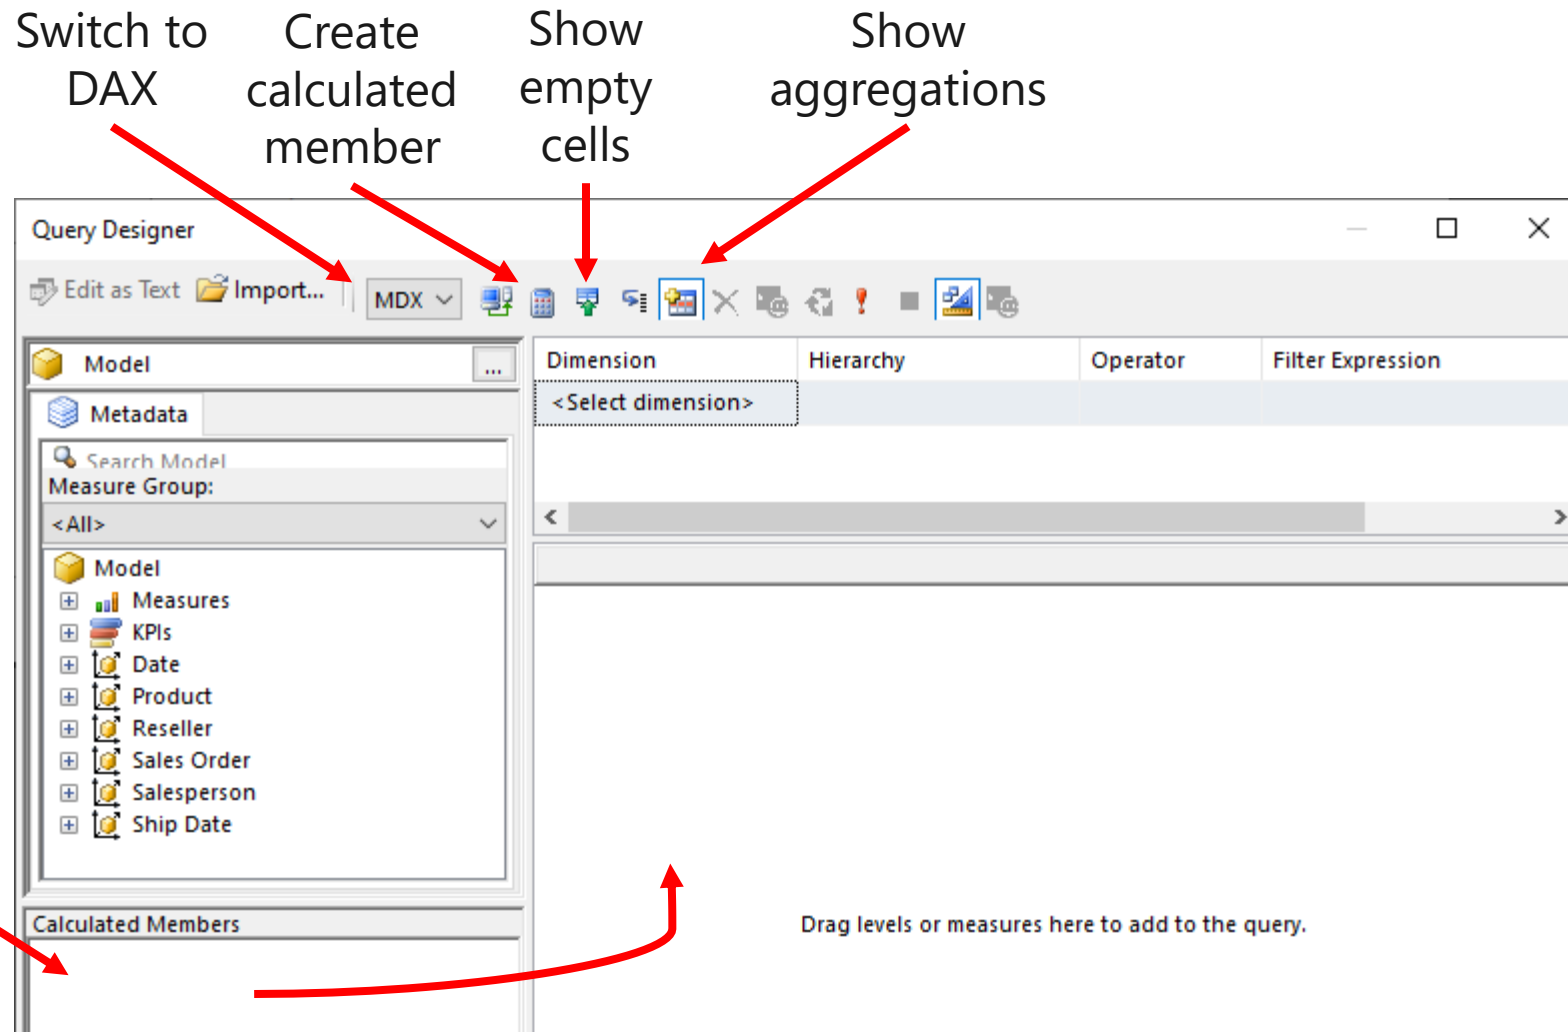 Switch to
DAX
Create
calculated
member
Show
empty
cells
Show
aggregations
Query Designer
Edit as Text Import... MDX
Model ...
Metadata
Search Model
Measure Group:
<All>
Model
Measures
KPIs
Date
Product
Reseller
Sales Order
Salesperson
Ship Date
Calculated Members
Dimension Hierarchy Operator Filter Expression
<Select dimension>
Drag levels or measures here to add to the query.